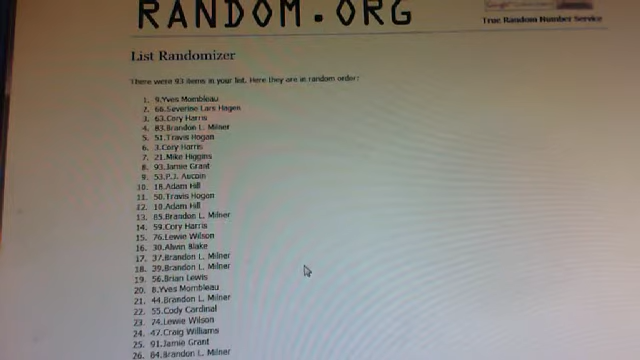 RANDOM.ORG
True Random Number Service
List Randomizer
There were 93 items in your list. Here they are in random order:
1. 9.Yves Mombleau
2. 66.Severine Lars Hagen
3. 63.Cory Harris
4. 83.Brandon L. Milner
5. 51.Travis Hogan
6. 3.Cory Harris
7. 21.Mike Higgins
8. 93.Jamie Grant
9. 53.P.J. Aucoin
10. 18.Adam Hill
11. 50.Travis Hogan
12. 10.Adam Hill
13. 85.Brandon L. Milner
14. 59.Cory Harris
15. 76.Lewie Wilson
16. 30.Alwin Blake
17. 37.Brandon L. Milner
18. 39.Brandon L. Milner
19. 56.Brian Lewis
20. 8.Yves Mombleau
21. 44.Brandon L. Milner
22. 55.Cody Cardinal
23. 74.Lewie Wilson
24. 47.Craig Williams
25. 91.Jamie Grant
26. 64.Brandon L. Milner